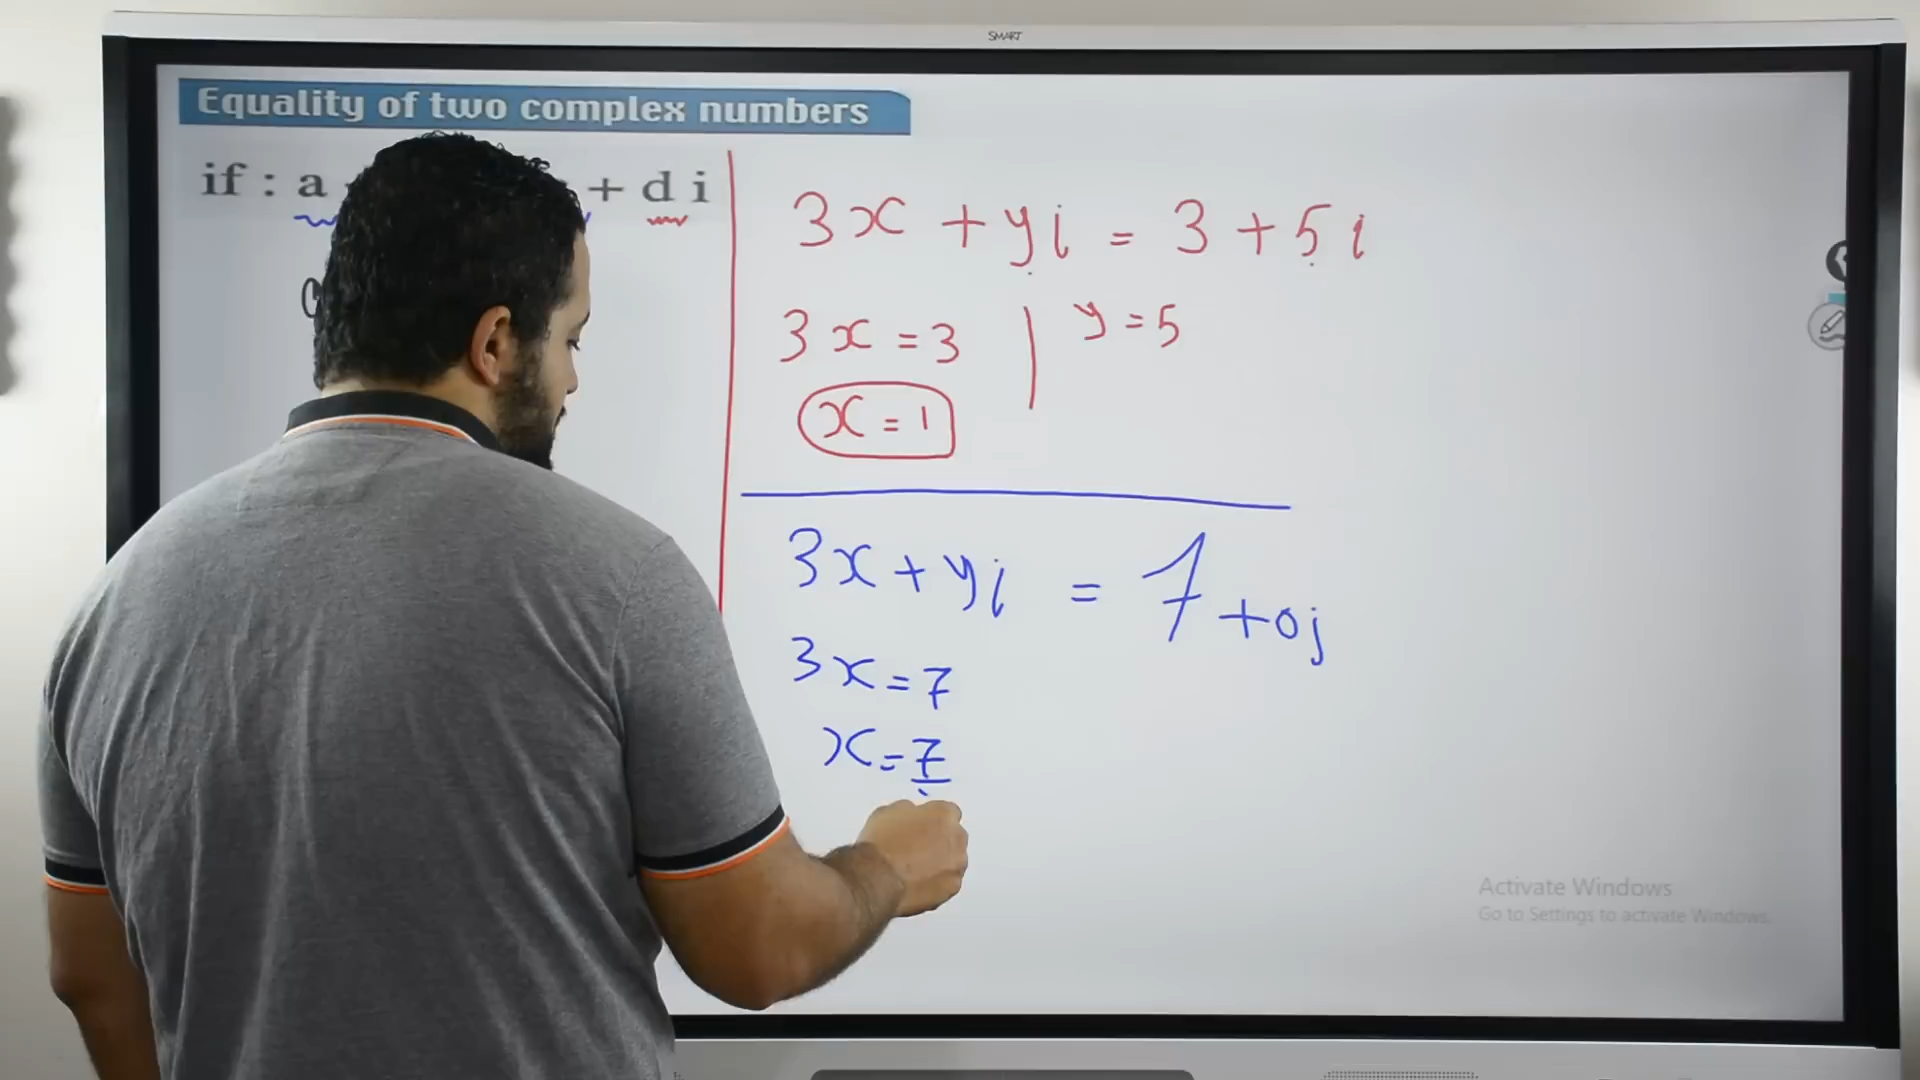 SMART
Equality of two complex numbers
if : a + d i
3x + yi = 3 + 5i
3x = 3
y = 5
x = 1
3x + yi = 7 + 0i
3x = 7
x = 7
Activate Windows
Go to Settings to activate Windows.